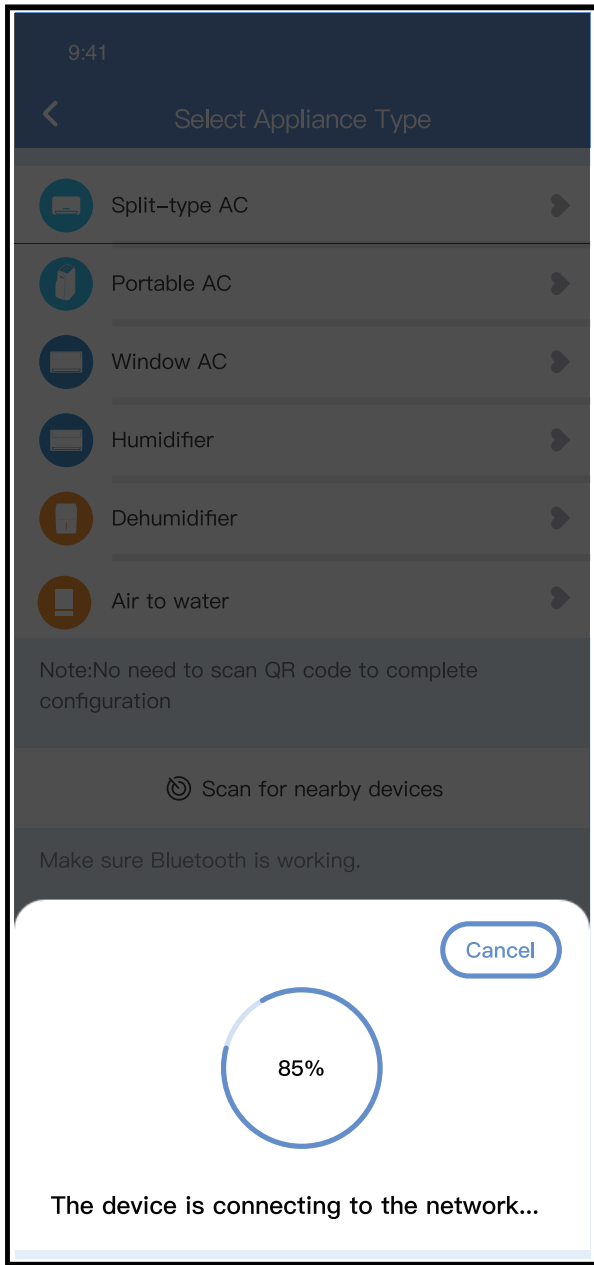 9:41
Select Appliance Type
Split-type AC
Portable AC
Window AC
Humidifier
Dehumidifier
Air to water
Note:No need to scan QR code to complete
configuration
Scan for nearby devices
Make sure Bluetooth is working.
Cancel
85%
The device is connecting to the network...